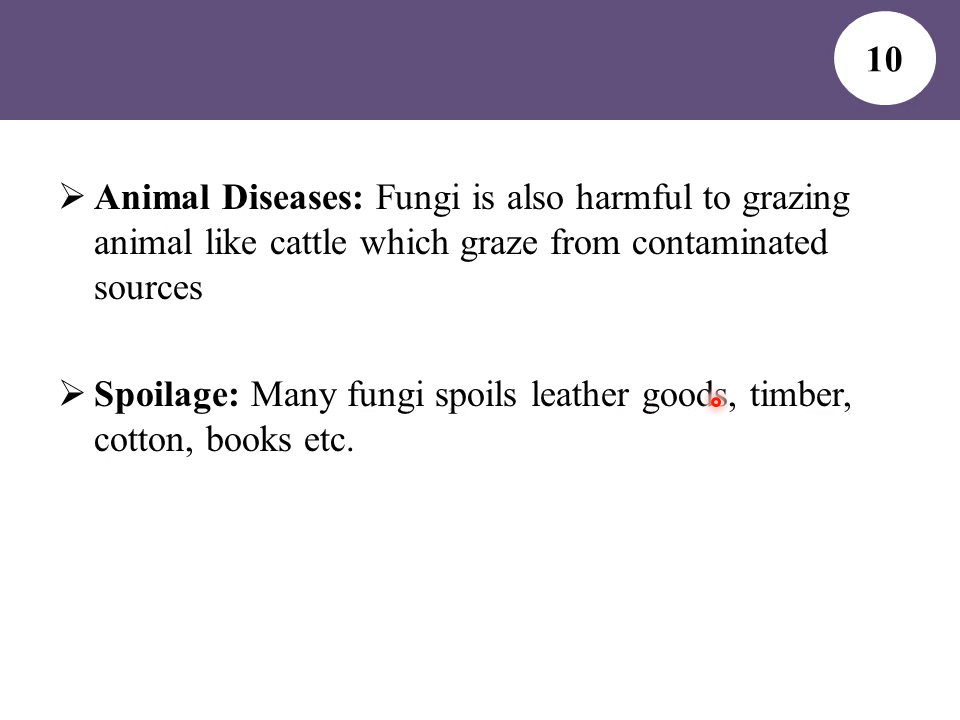 10
➢ Animal Diseases: Fungi is also harmful to grazing
animal like cattle which graze from contaminated
sources
➢ Spoilage: Many fungi spoils leather goods, timber,
cotton, books etc.